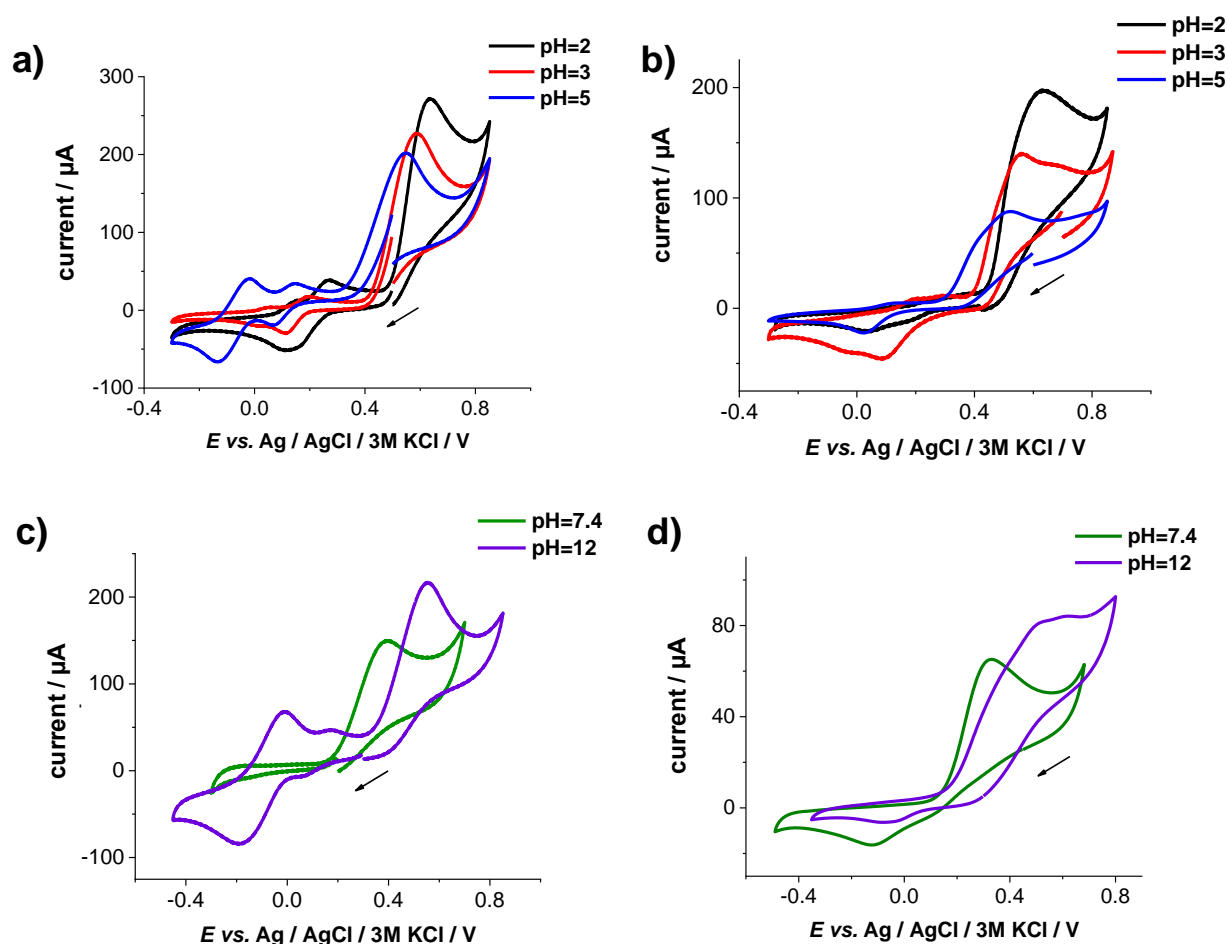 a)
pH=2
pH=3
pH=5
300
200
100
0
-100
current / µA
-0.4 0.0 0.4 0.8
E vs. Ag / AgCl / 3M KCl / V
b)
pH=2
pH=3
pH=5
200
100
0
current / µA
-0.4 0.0 0.4 0.8
E vs. Ag / AgCl / 3M KCl / V
c)
pH=7.4
pH=12
200
100
0
-100
current / µA
-0.4 0.0 0.4 0.8
E vs. Ag / AgCl / 3M KCl / V
d)
pH=7.4
pH=12
80
40
0
current / µA
-0.4 0.0 0.4 0.8
E vs. Ag / AgCl / 3M KCl / V